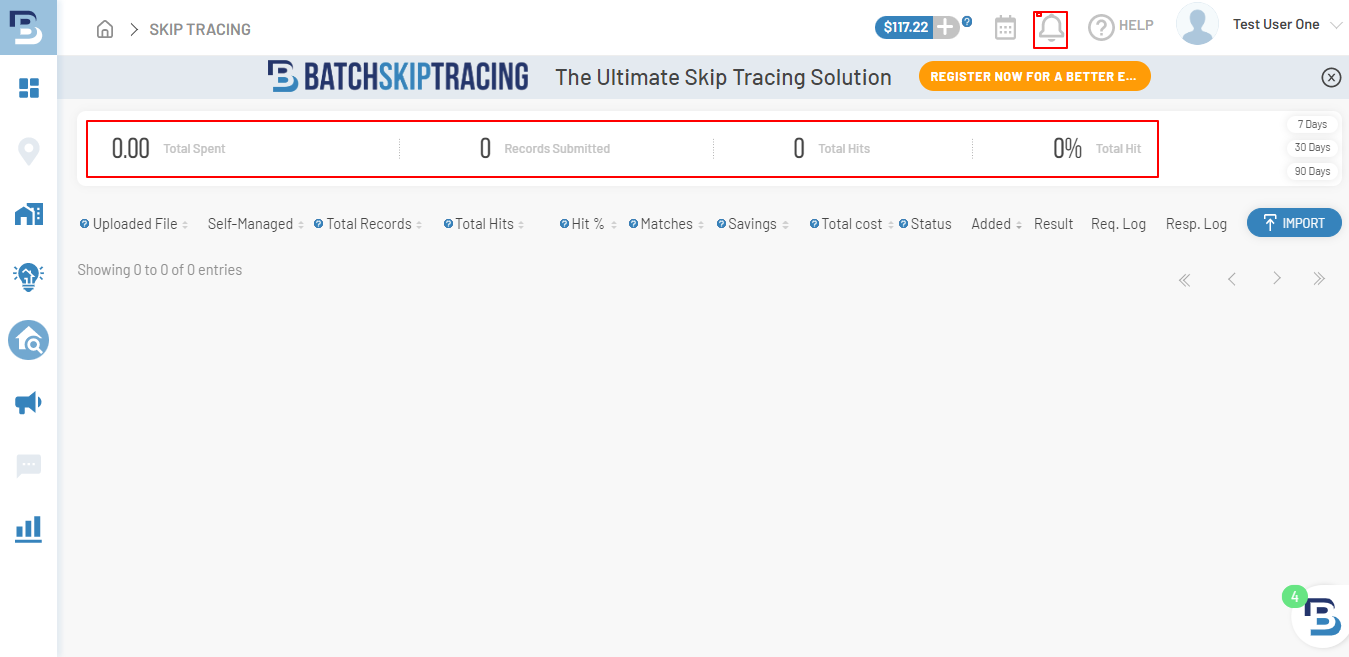 SKIP TRACING
$117.22
?
? HELP
Test User One
BATCHSKIPTRACING
The Ultimate Skip Tracing Solution
REGISTER NOW FOR A BETTER E...
0.00 Total Spent
0 Records Submitted
0 Total Hits
0% Total Hit
7 Days
30 Days
90 Days
? Uploaded File Self-Managed ? Total Records ? Total Hits ? Hit % ? Matches ? Savings ? Total cost ? Status Added Result Req. Log Resp. Log IMPORT
Showing 0 to 0 of 0 entries
4